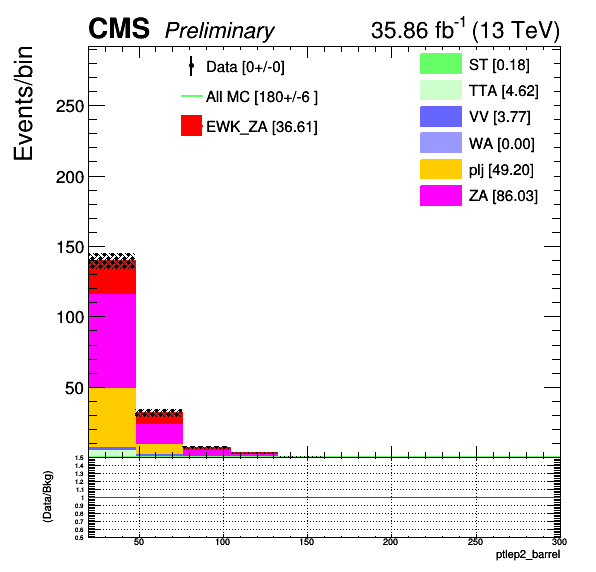 CMS Preliminary 35.86 fb-1 (13 TeV)
Events/bin
Data [0+/-0]
All MC [180+/-6 ]
EWK_ZA [36.61]
ST [0.18]
TTA [4.62]
VV [3.77]
WA [0.00]
plj [49.20]
ZA [86.03]
250
200
150
100
50
(Data/Bkg)
1.5
1.4
1.3
1.2
1.1
1
0.9
0.8
0.7
0.6
0.5
50 100 150 200 250 300
ptlep2_barrel